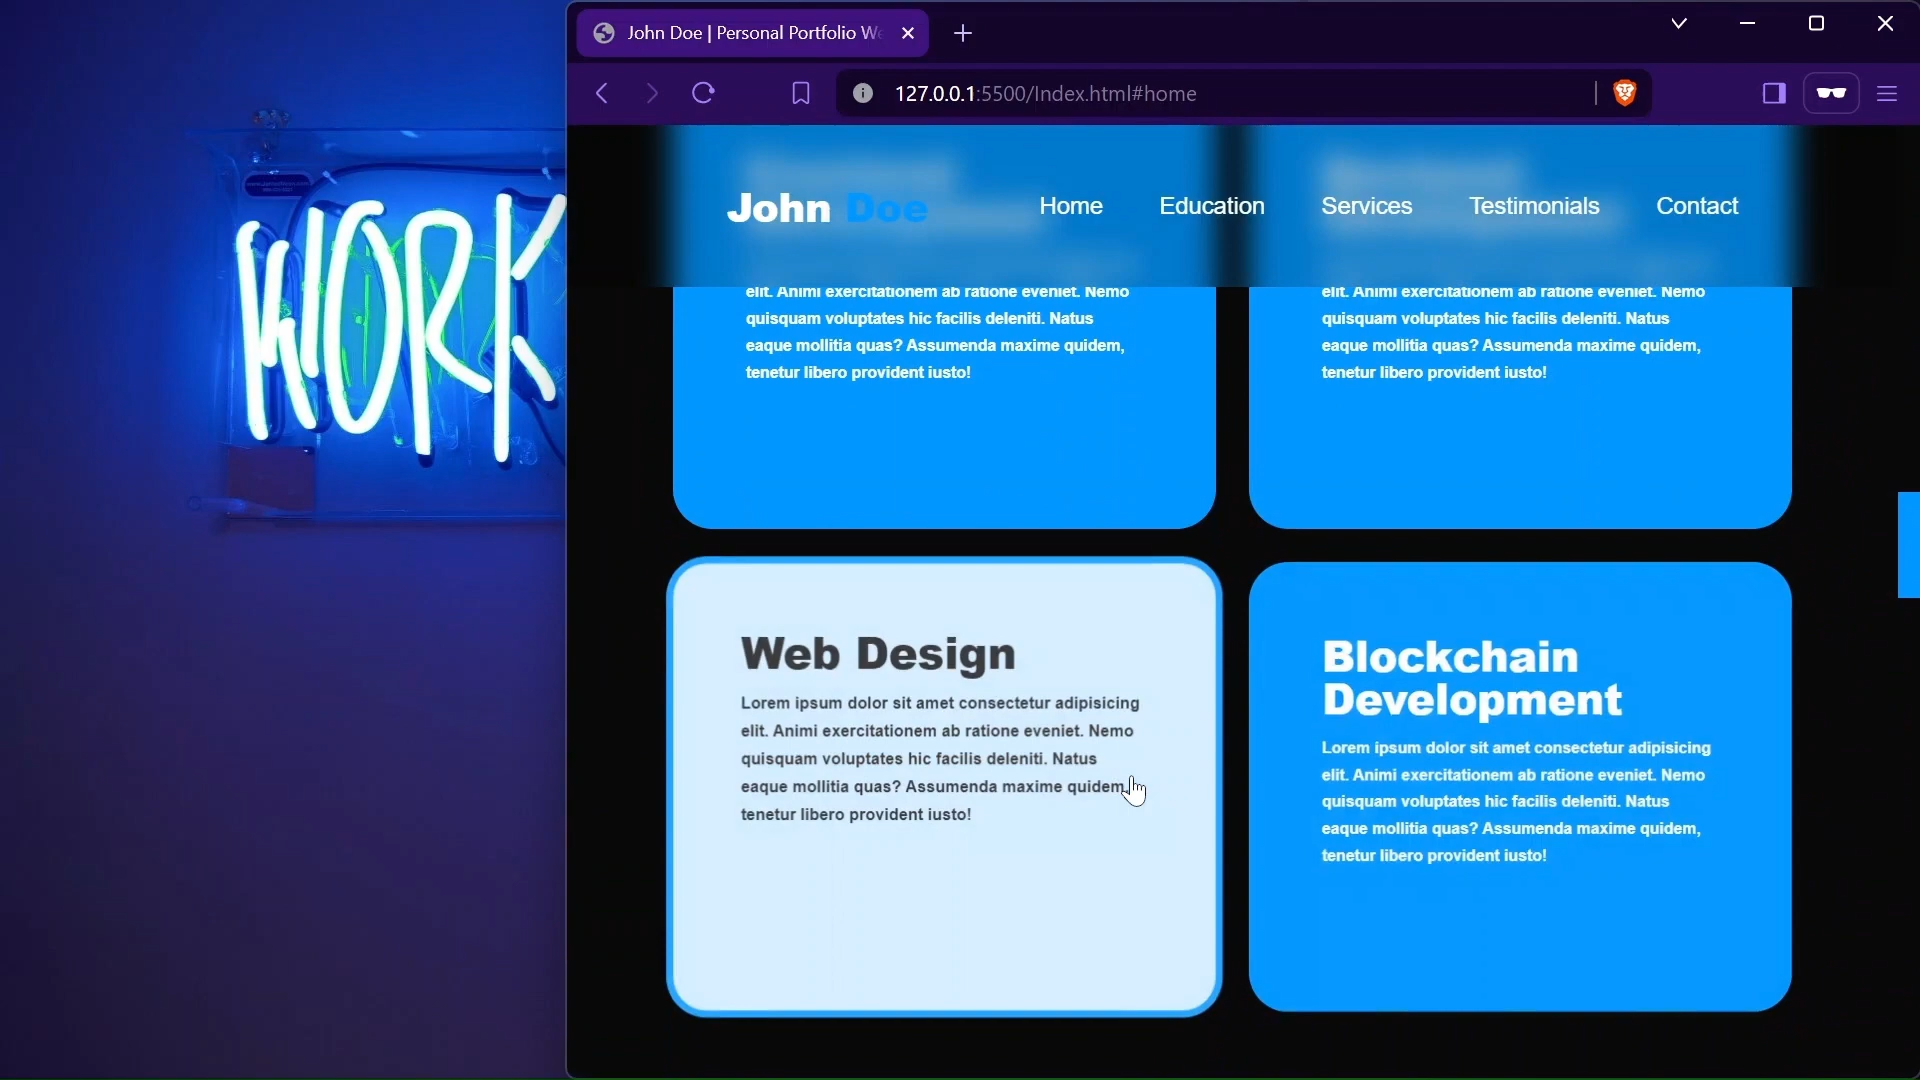 John Doe | Personal Portfolio We
127.0.0.1:5500/Index.html#home
WORK
John Doe
Home
Education
Services
Testimonials
Contact
elit. Animi exercitationem ab ratione eveniet. Nemo
quisquam voluptates hic facilis deleniti. Natus
eaque mollitia quas? Assumenda maxime quidem,
tenetur libero provident iusto!
elit. Animi exercitationem ab ratione eveniet. Nemo
quisquam voluptates hic facilis deleniti. Natus
eaque mollitia quas? Assumenda maxime quidem,
tenetur libero provident iusto!
Web Design
Lorem ipsum dolor sit amet consectetur adipisicing
elit. Animi exercitationem ab ratione eveniet. Nemo
quisquam voluptates hic facilis deleniti. Natus
eaque mollitia quas? Assumenda maxime quidem,
tenetur libero provident iusto!
Blockchain
Development
Lorem ipsum dolor sit amet consectetur adipisicing
elit. Animi exercitationem ab ratione eveniet. Nemo
quisquam voluptates hic facilis deleniti. Natus
eaque mollitia quas? Assumenda maxime quidem,
tenetur libero provident iusto!